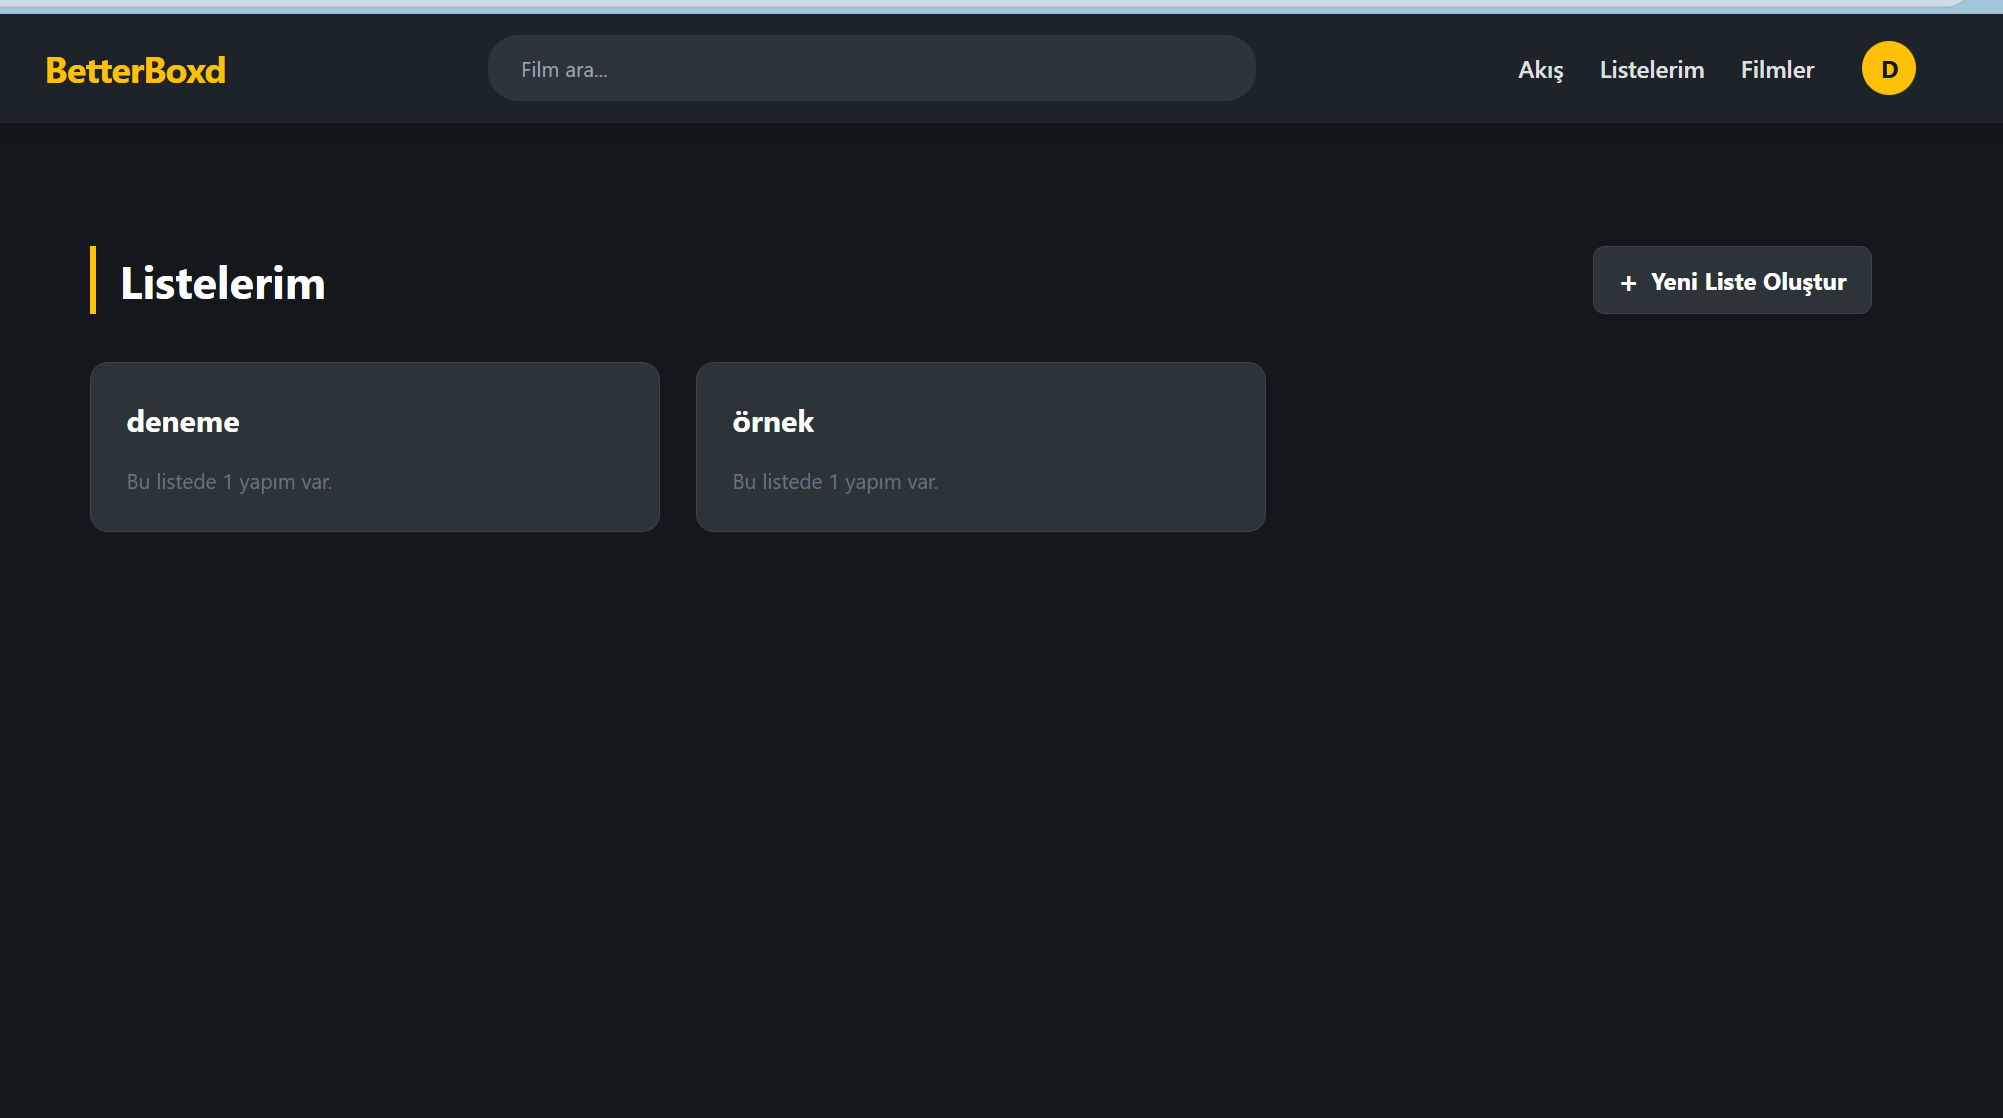 BetterBoxd
Film ara...
Akış
Listelerim
Filmler
D
Listelerim
+ Yeni Liste Oluştur
deneme
Bu listede 1 yapım var.
örnek
Bu listede 1 yapım var.